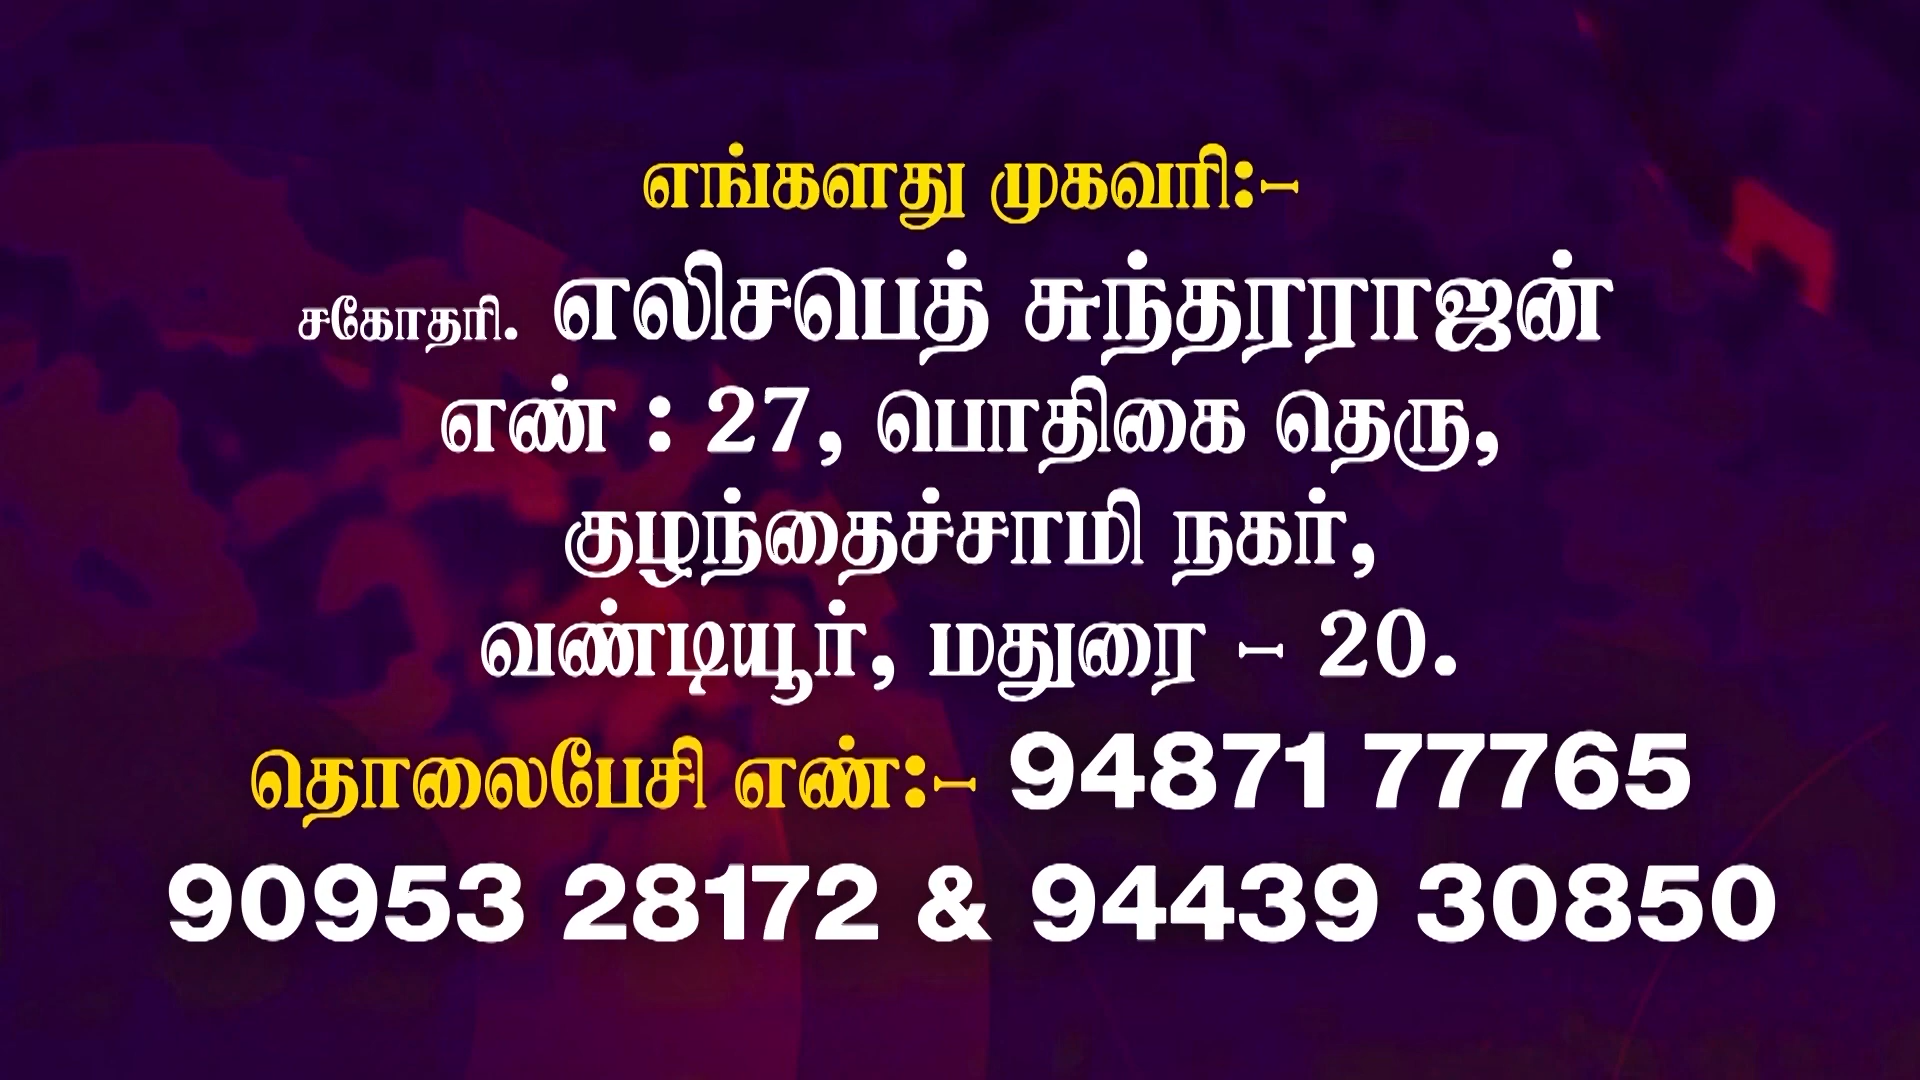 எங்களது முகவரி:-
சகோதரி. எலிசபெத் சுந்தரராஜன்
எண் : 27, பொதிகை தெரு,
குழந்தைச்சாமி நகர்,
வண்டியூர், மதுரை - 20.
தொலைபேசி எண்:- 94871 77765
90953 28172 & 94439 30850